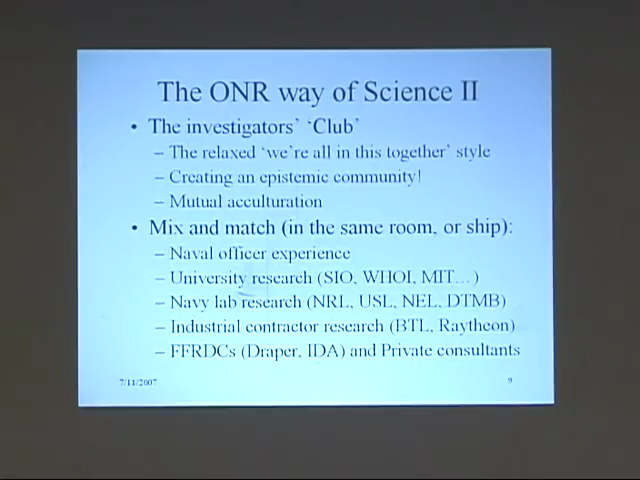 The ONR way of Science II
• The investigators' 'Club'
– The relaxed 'we're all in this together' style
– Creating an epistemic community!
– Mutual acculturation
• Mix and match (in the same room, or ship):
– Naval officer experience
– University research (SIO, WHOI, MIT…)
– Navy lab research (NRL, USL, NEL, DTMB)
– Industrial contractor research (BTL, Raytheon)
– FFRDCs (Draper, IDA) and Private consultants
7/11/2007
9